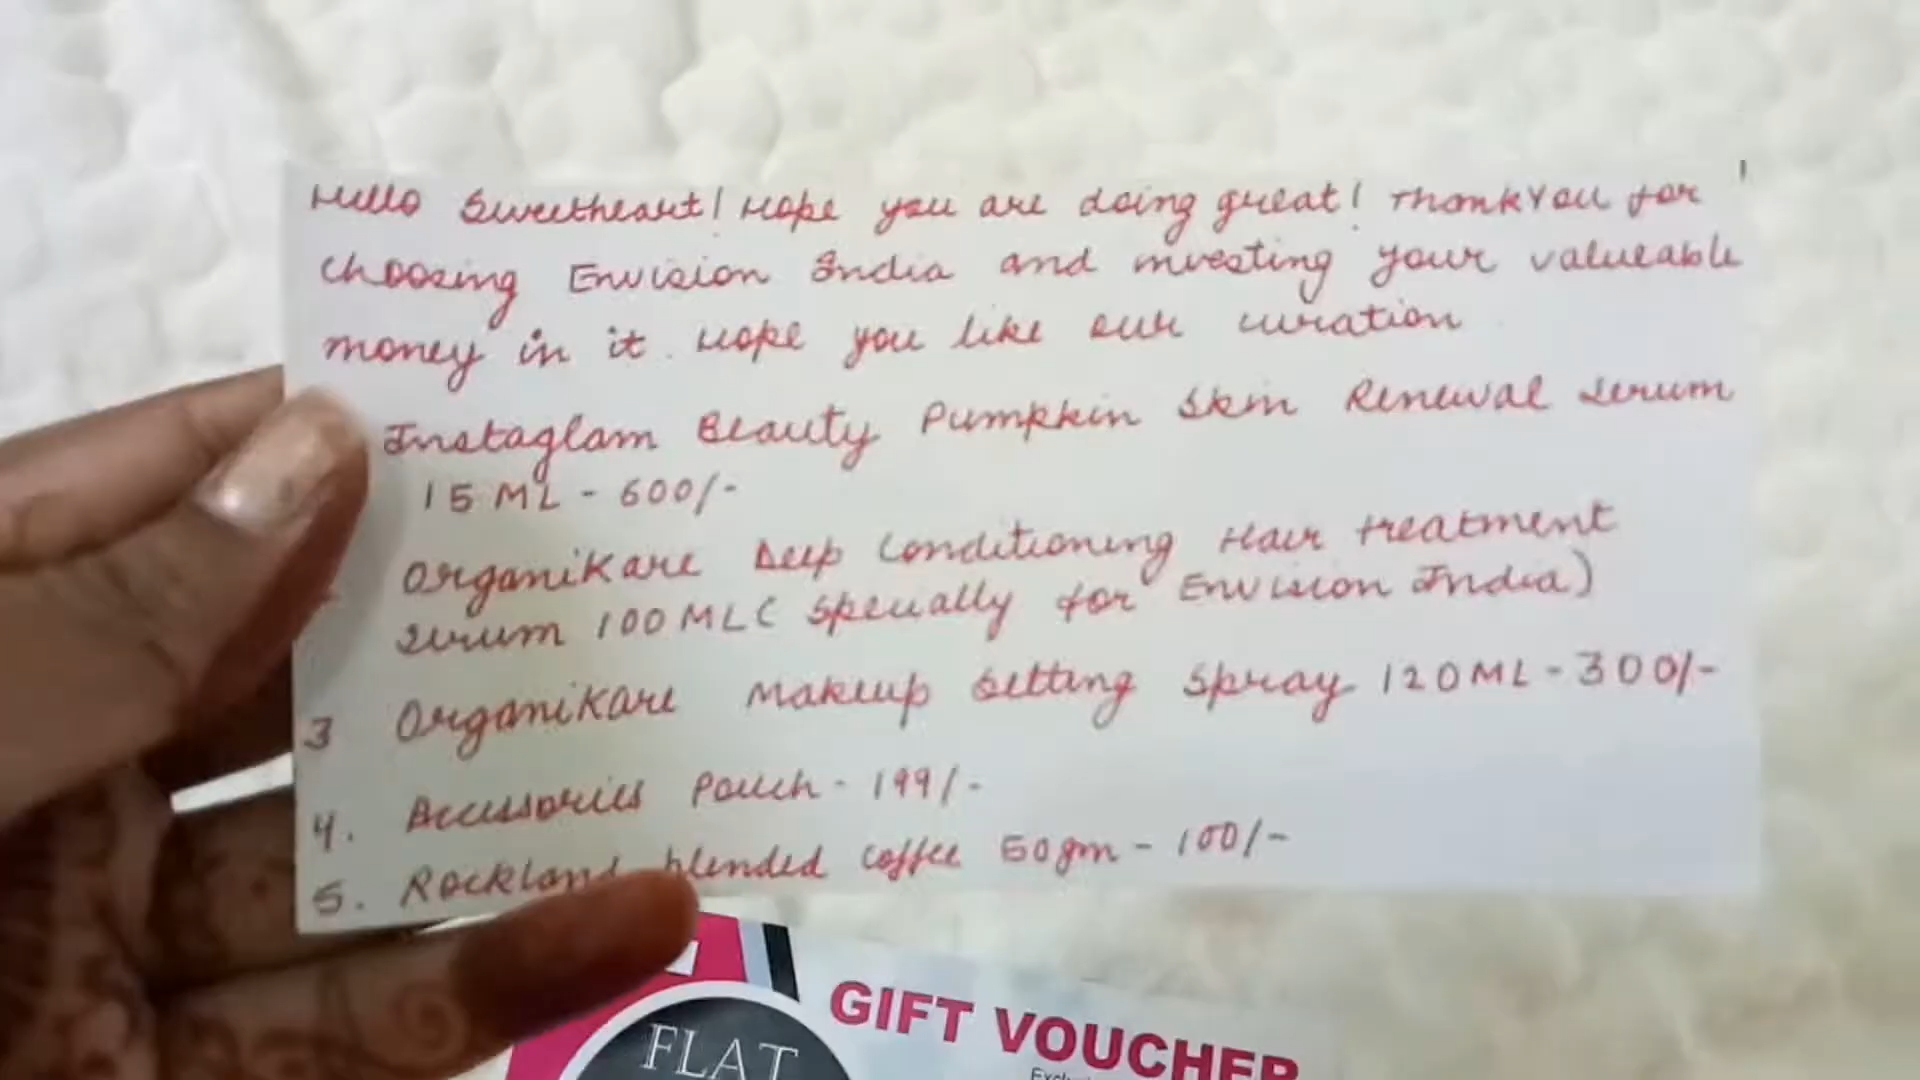 Hello Sweetheart! Hope you are doing great! ThankYou for
choosing Envision India and investing your valueable
money in it. Hope you like our curation
Instaglam Beauty Pumpkin Skin Renewal Serum
15 ML - 600/-
Organikare Deep Conditioning Hair treatment
serum 100 ML ( Specially for Envision India)
3 Organikare Makeup Setting Spray 120ML - 300/-
4. Accessories Pouch - 199/-
5. Rockland blended Coffee 50gm - 100/-
GIFT VOUCHER
FLAT